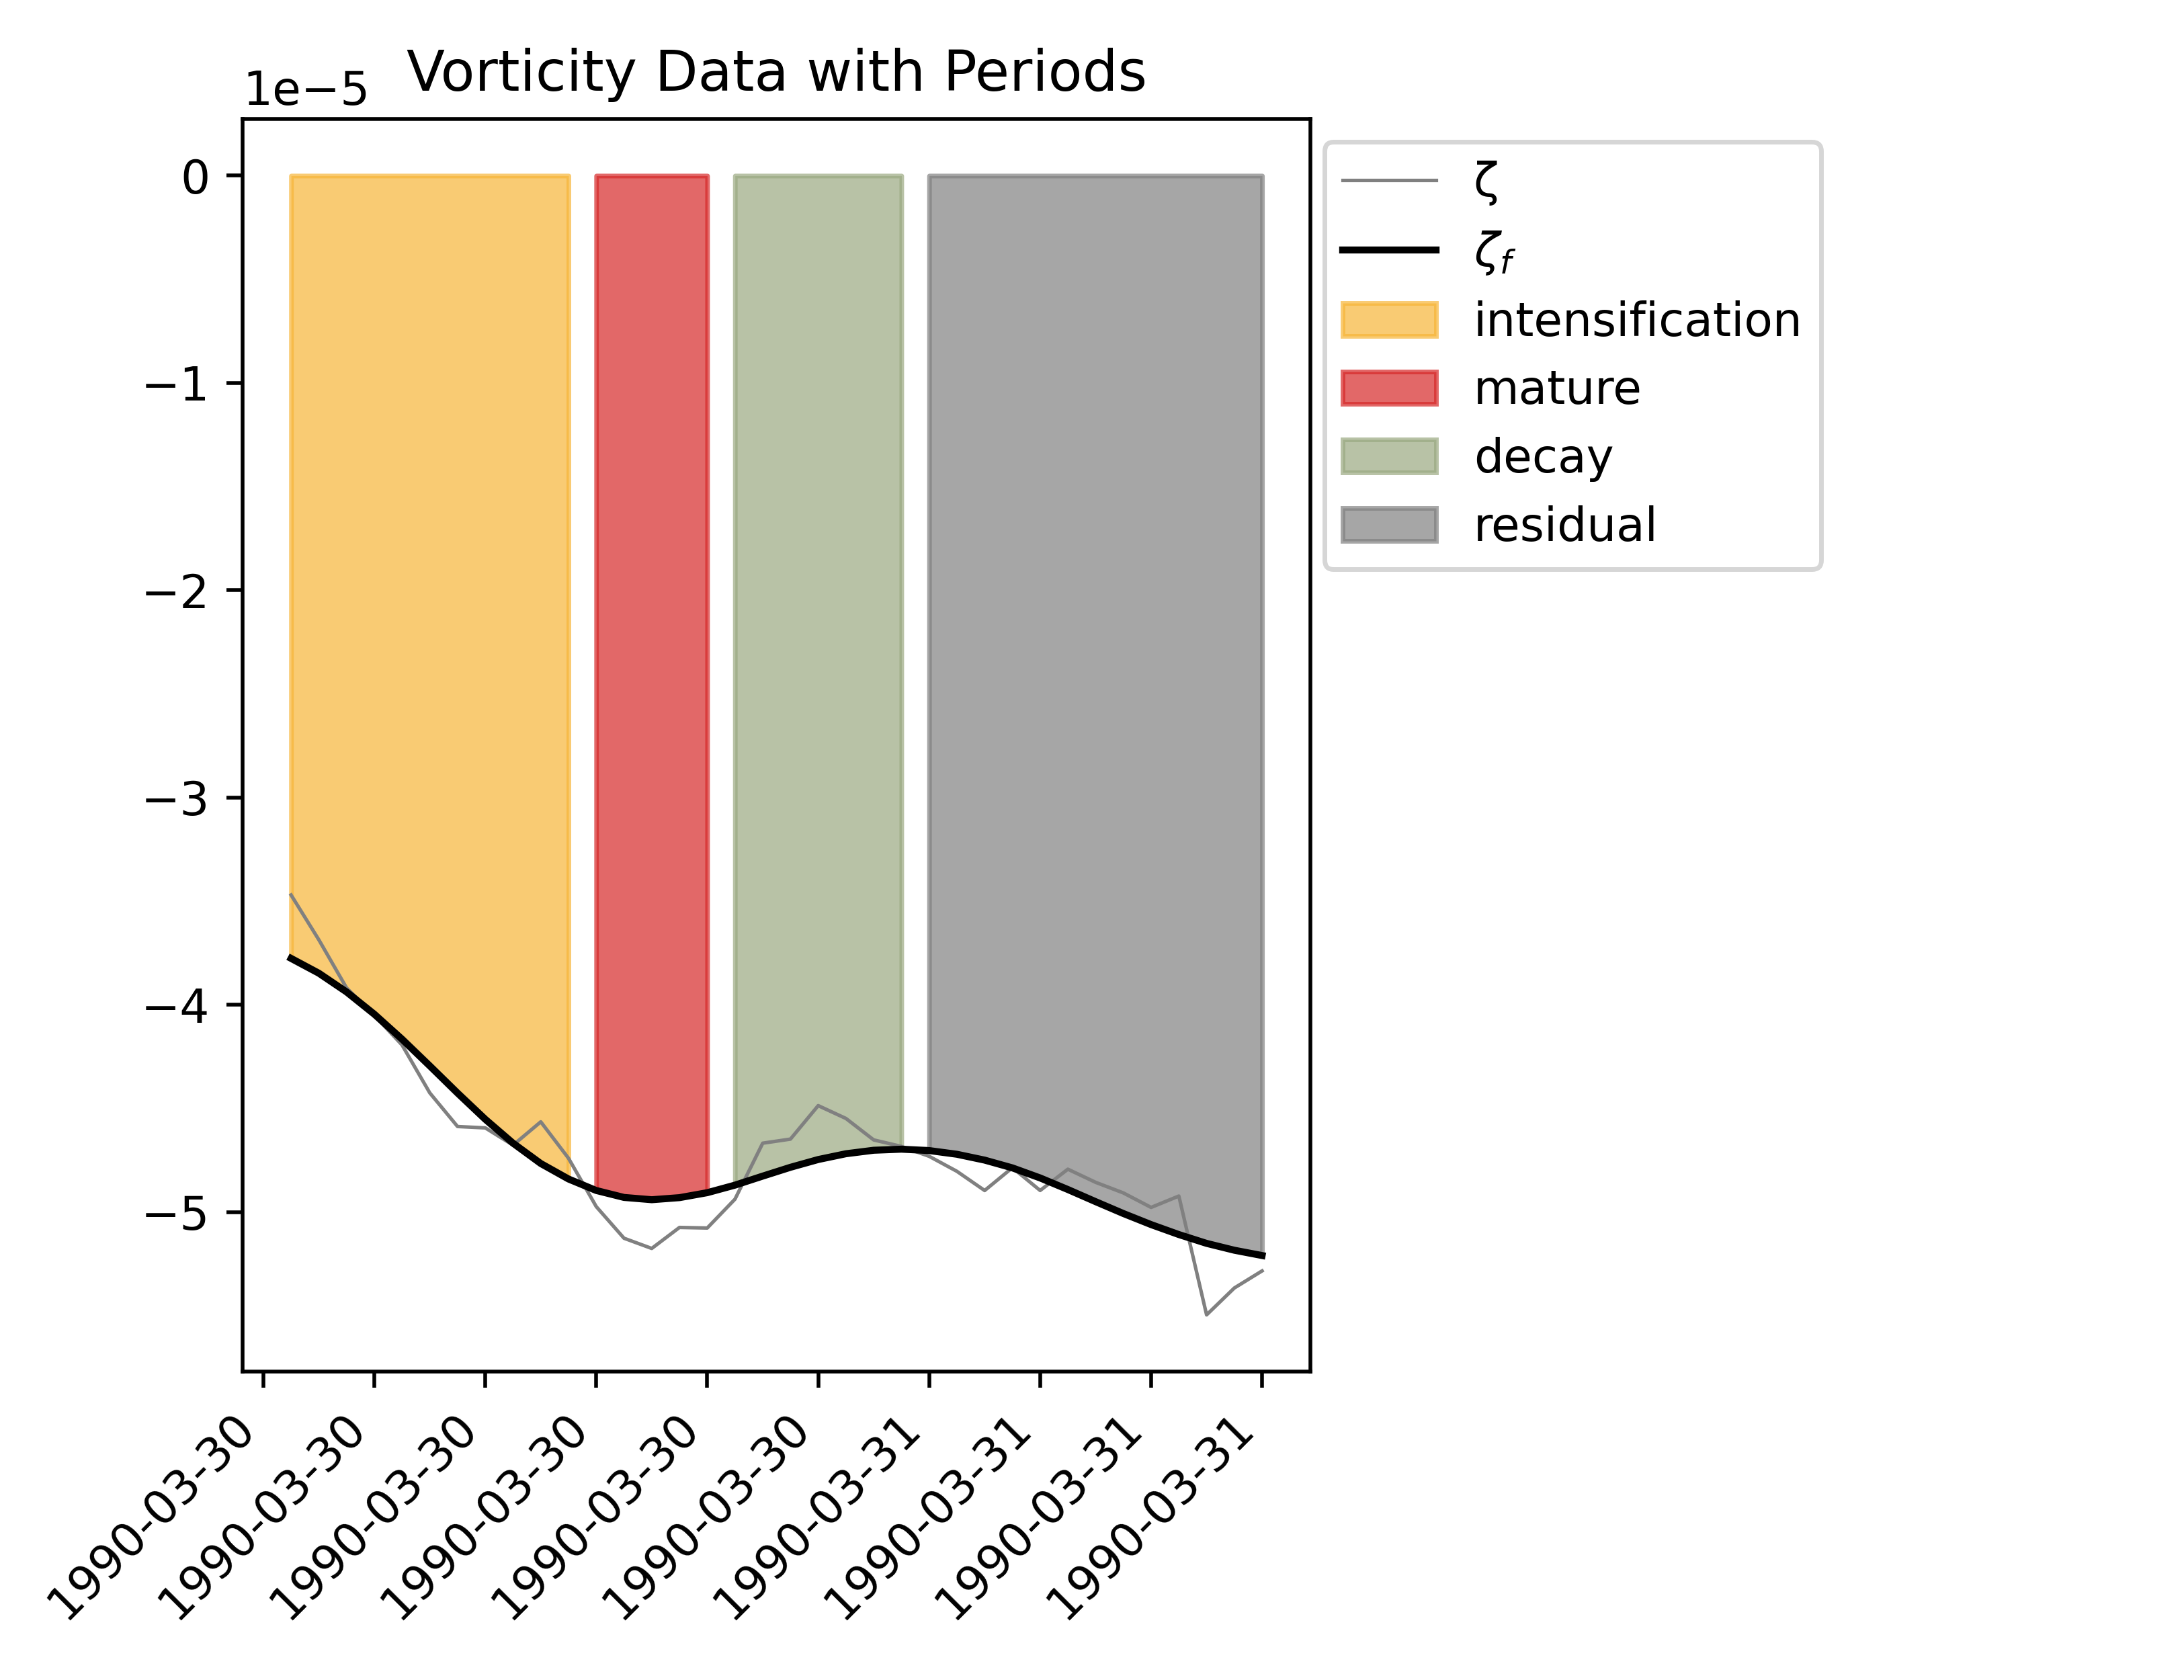 Vorticity Data with Periods
1e−5
0
−1
−2
−3
−4
−5
1990-03-30
1990-03-30
1990-03-30
1990-03-30
1990-03-30
1990-03-30
1990-03-31
1990-03-31
1990-03-31
1990-03-31
ζ
ζf
intensification
mature
decay
residual